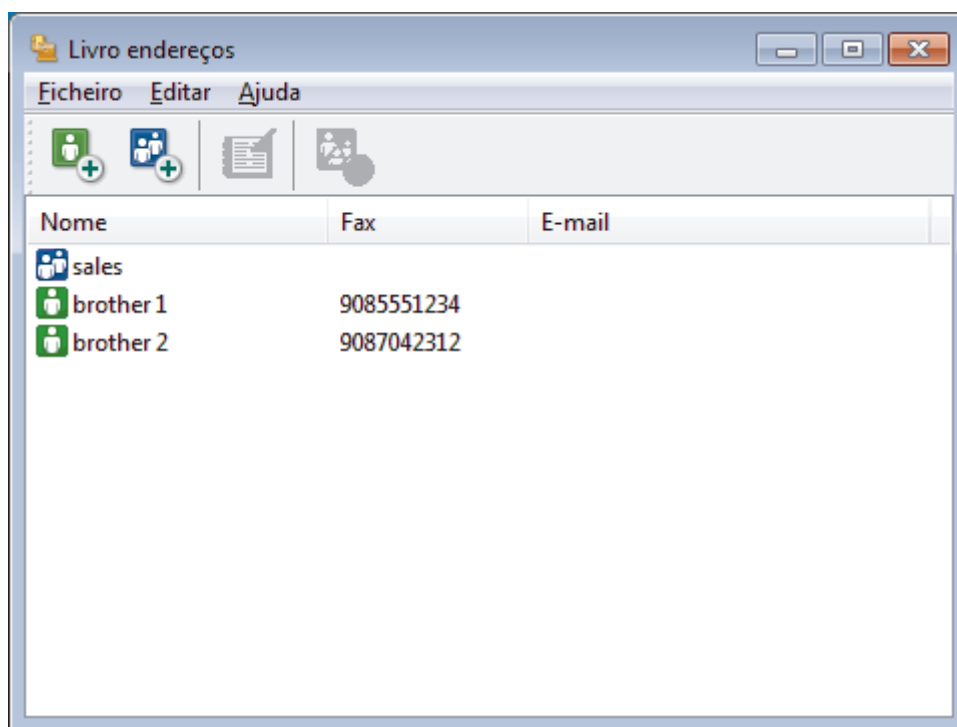 Livro endereços
Ficheiro Editar Ajuda
Nome Fax E-mail
sales
brother 1 9085551234
brother 2 9087042312